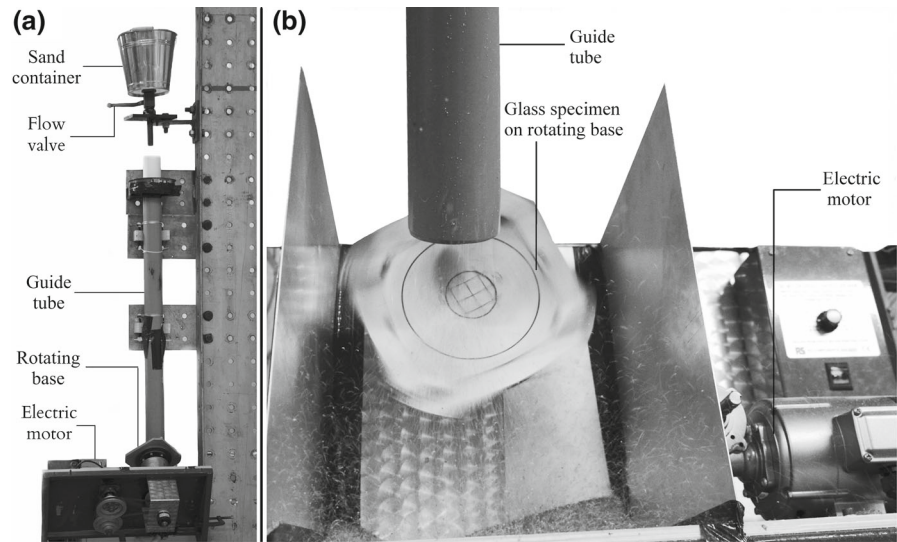 (a)
Sand
container
Flow
valve
Guide
tube
Rotating
base
Electric
motor
(b)
Guide
tube
Glass specimen
on rotating base
Electric
motor